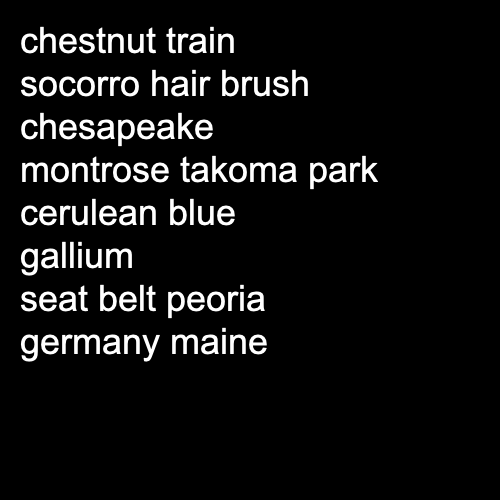 chestnut train
socorro hair brush
chesapeake
montrose takoma park
cerulean blue
gallium
seat belt peoria
germany maine